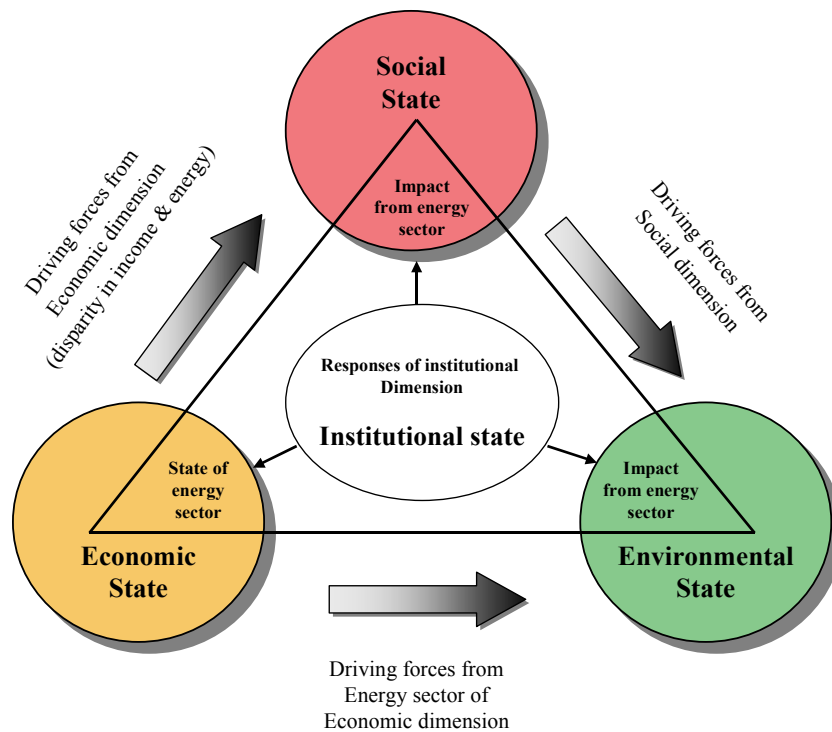 Social
State
Impact
from energy
sector
Driving forces from
Economic dimension
(disparity in income & energy)
Driving forces from
Social dimension
Responses of institutional
Dimension
Institutional state
State of
energy
sector
Economic
State
Impact
from energy
sector
Environmental
State
Driving forces from
Energy sector of
Economic dimension